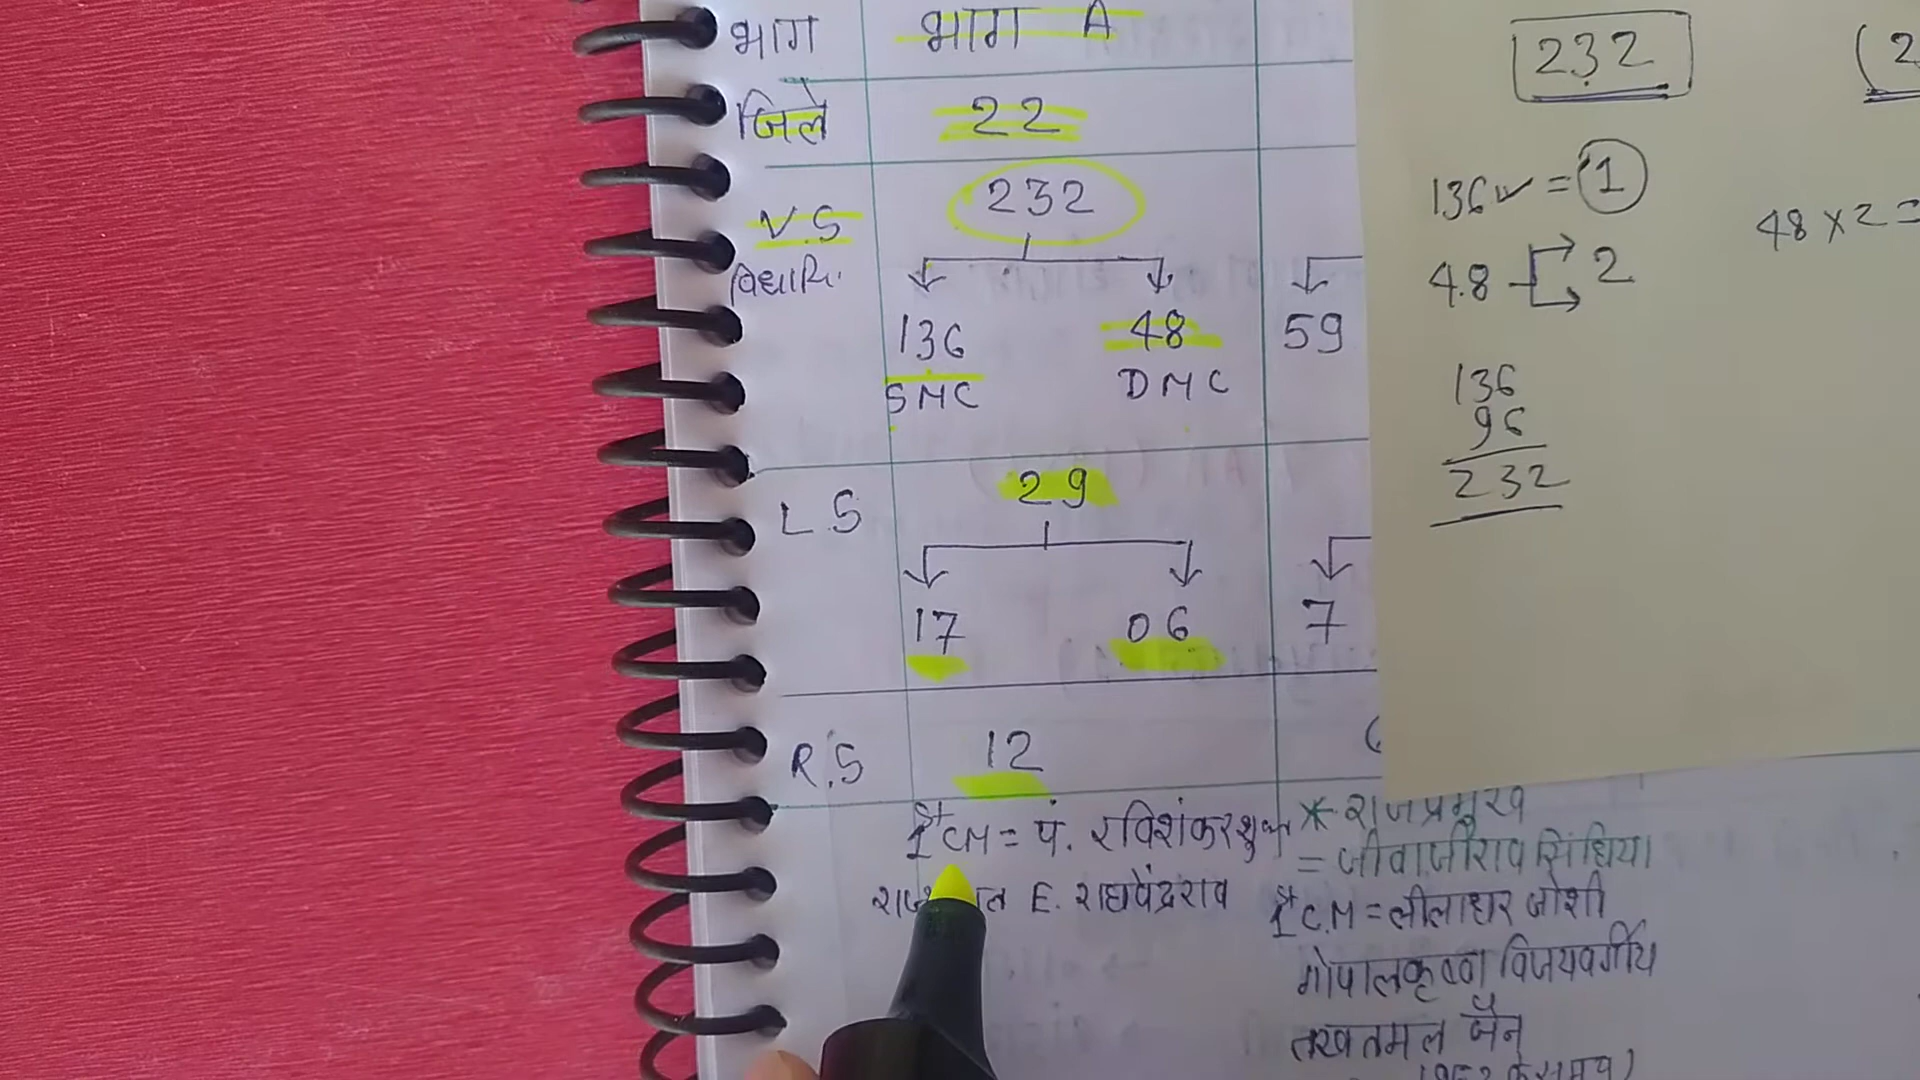 भाग भाग A
जिले 22
V.S 232
136 48 59
SMC DMC
L.S 29
17 06 7
R.S 12
1st CM = पं. रविशंकर शुक्ल
E. राघवेंद्रराव
* राजप्रमुख
= जीवाजीराव सिंधिया
1st C.M = लीलाधर जोशी
गोपालकृष्ण विजयवर्गीय
तखतमल जैन
232
136 ✓ = 1
48 2
136
96
232
48 × 2 =